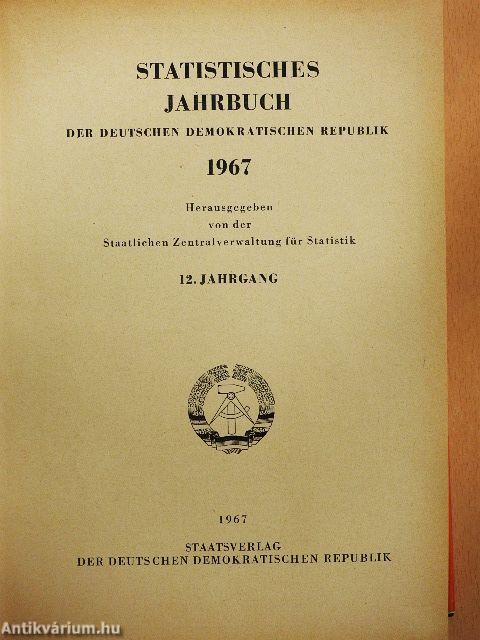 STATISTISCHES
JAHRBUCH
DER DEUTSCHEN DEMOKRATISCHEN REPUBLIK
1967
Herausgegeben
von der
Staatlichen Zentralverwaltung für Statistik
12. JAHRGANG
1967
STAATSVERLAG
DER DEUTSCHEN DEMOKRATISCHEN REPUBLIK
Antikvárium.hu